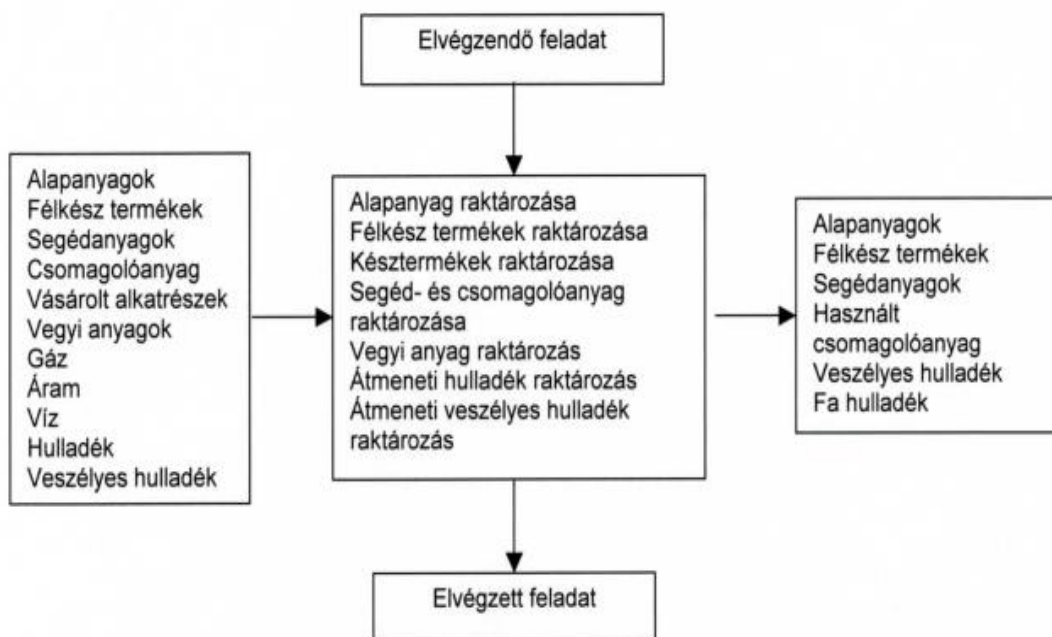 Elvégzendő feladat
Alapanyagok
Félkész termékek
Segédanyagok
Csomagolóanyag
Vásárolt alkatrészek
Vegyi anyagok
Gáz
Áram
Víz
Hulladék
Veszélyes hulladék
Alapanyag raktározása
Félkész termékek raktározása
Késztermékek raktározása
Segéd- és csomagolóanyag
raktározása
Vegyi anyag raktározás
Átmeneti hulladék raktározás
Átmeneti veszélyes hulladék
raktározás
Alapanyagok
Félkész termékek
Segédanyagok
Használt
csomagolóanyag
Veszélyes hulladék
Fa hulladék
Elvégzett feladat